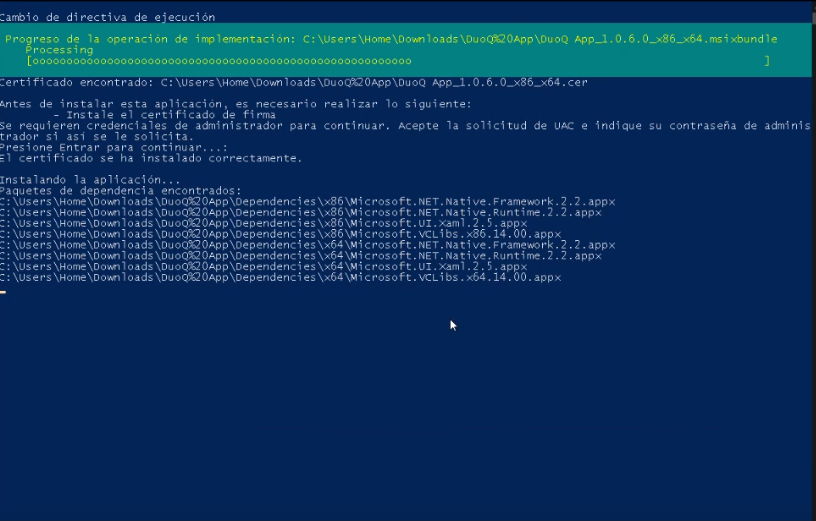 Cambio de directiva de ejecución
Progreso de la operación de implementación: C:\Users\Home\Downloads\DuoQ%20App\DuoQ App_1.0.6.0_x86_x64.msixbundle
Processing
[oooooooooooooooooooooooooooooooooooooooooooooooooooooooooo                                                     ]
Certificado encontrado: C:\Users\Home\Downloads\DuoQ%20App\DuoQ App_1.0.6.0_x86_x64.cer
Antes de instalar esta aplicación, es necesario realizar lo siguiente:
- Instale el certificado de firma
Se requieren credenciales de administrador para continuar. Acepte la solicitud de UAC e indique su contraseña de adminis
trador si así se le solicita.
Presione Entrar para continuar...:
El certificado se ha instalado correctamente.
Instalando la aplicación...
Paquetes de dependencia encontrados:
C:\Users\Home\Downloads\DuoQ%20App\Dependencies\x86\Microsoft.NET.Native.Framework.2.2.appx
C:\Users\Home\Downloads\DuoQ%20App\Dependencies\x86\Microsoft.NET.Native.Runtime.2.2.appx
C:\Users\Home\Downloads\DuoQ%20App\Dependencies\x86\Microsoft.UI.Xaml.2.5.appx
C:\Users\Home\Downloads\DuoQ%20App\Dependencies\x86\Microsoft.VCLibs.x86.14.00.appx
C:\Users\Home\Downloads\DuoQ%20App\Dependencies\x64\Microsoft.NET.Native.Framework.2.2.appx
C:\Users\Home\Downloads\DuoQ%20App\Dependencies\x64\Microsoft.NET.Native.Runtime.2.2.appx
C:\Users\Home\Downloads\DuoQ%20App\Dependencies\x64\Microsoft.UI.Xaml.2.5.appx
C:\Users\Home\Downloads\DuoQ%20App\Dependencies\x64\Microsoft.VCLibs.x64.14.00.appx